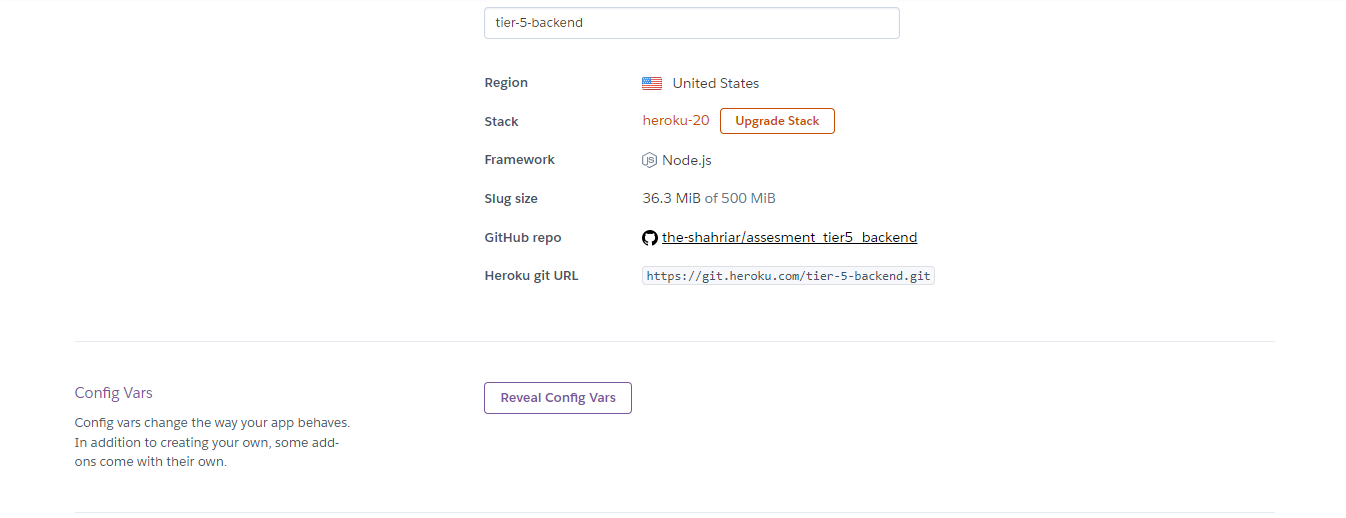 tier-5-backend
Region United States
Stack heroku-20 Upgrade Stack
Framework JS Node.js
Slug size 36.3 MiB of 500 MiB
GitHub repo the-shahriar/assesment_tier5_backend
Heroku git URL https://git.heroku.com/tier-5-backend.git
Config Vars Reveal Config Vars
Config vars change the way your app behaves.
In addition to creating your own, some add-
ons come with their own.